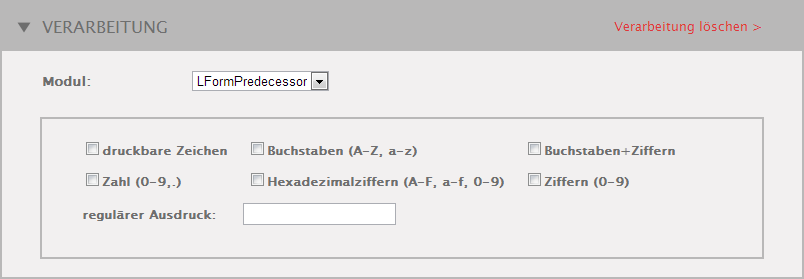 VERARBEITUNG Verarbeitung löschen >
Modul: LFormPredecessor
druckbare Zeichen Buchstaben (A-Z, a-z) Buchstaben+Ziffern
Zahl (0-9,.) Hexadezimalziffern (A-F, a-f, 0-9) Ziffern (0-9)
regulärer Ausdruck: